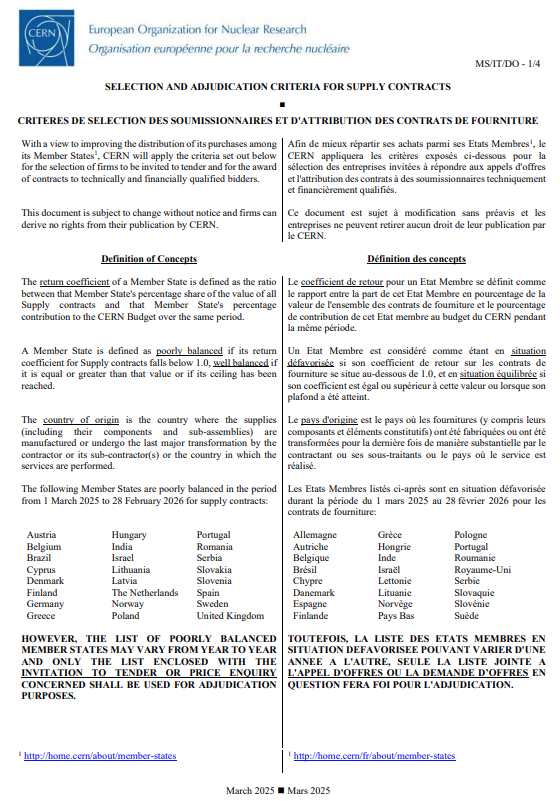 CERN
European Organization for Nuclear Research
Organisation européenne pour la recherche nucléaire
MS/IT/DO - 1/4
SELECTION AND ADJUDICATION CRITERIA FOR SUPPLY CONTRACTS
■
CRITERES DE SELECTION DES SOUMISSIONNAIRES ET D'ATTRIBUTION DES CONTRATS DE FOURNITURE
With a view to improving the distribution of its purchases among
its Member States1, CERN will apply the criteria set out below
for the selection of firms to be invited to tender and for the award
of contracts to technically and financially qualified bidders.
This document is subject to change without notice and firms can
derive no rights from their publication by CERN.
Definition of Concepts
The return coefficient of a Member State is defined as the ratio
between that Member State's percentage share of the value of all
Supply contracts and that Member State's percentage
contribution to the CERN Budget over the same period.
A Member State is defined as poorly balanced if its return
coefficient for Supply contracts falls below 1.0, well balanced if
it is equal or greater than that value or if its ceiling has been
reached.
The country of origin is the country where the supplies
(including their components and sub-assemblies) are
manufactured or undergo the last major transformation by the
contractor or its sub-contractor(s) or the country in which the
services are performed.
The following Member States are poorly balanced in the period
from 1 March 2025 to 28 February 2026 for supply contracts:
Austria Hungary Portugal
Belgium India Romania
Brazil Israel Serbia
Cyprus Lithuania Slovakia
Denmark Latvia Slovenia
Finland The Netherlands Spain
Germany Norway Sweden
Greece Poland United Kingdom
HOWEVER, THE LIST OF POORLY BALANCED
MEMBER STATES MAY VARY FROM YEAR TO YEAR
AND ONLY THE LIST ENCLOSED WITH THE
INVITATION TO TENDER OR PRICE ENQUIRY
CONCERNED SHALL BE USED FOR ADJUDICATION
PURPOSES.
1 http://home.cern/about/member-states
Afin de mieux répartir ses achats parmi ses Etats Membres1, le
CERN appliquera les critères exposés ci-dessous pour la
sélection des entreprises invitées à répondre aux appels d'offres
et l'attribution des contrats à des soumissionnaires techniquement
et financièrement qualifiés.
Ce document est sujet à modification sans préavis et les
entreprises ne peuvent retirer aucun droit de leur publication par
le CERN.
Définition des concepts
Le coefficient de retour pour un Etat Membre se définit comme
le rapport entre la part de cet Etat Membre en pourcentage de la
valeur de l'ensemble des contrats de fourniture et le pourcentage
de contribution de cet Etat membre au budget du CERN pendant
la même période.
Un Etat Membre est considéré comme étant en situation
défavorisée si son coefficient de retour sur les contrats de
fourniture se situe au-dessous de 1.0, et en situation équilibrée si
son coefficient est égal ou supérieur à cette valeur ou lorsque son
plafond a été atteint.
Le pays d'origine est le pays où les fournitures (y compris leurs
composants et éléments constitutifs) ont été fabriquées ou ont été
transformées pour la dernière fois de manière substantielle par le
contractant ou ses sous-traitants ou le pays où le service est
réalisé.
Les Etats Membres listés ci-après sont en situation défavorisée
durant la période du 1 mars 2025 au 28 février 2026 pour les
contrats de fourniture:
Allemagne Grèce Pologne
Autriche Hongrie Portugal
Belgique Inde Roumanie
Brésil Israël Royaume-Uni
Chypre Lettonie Serbie
Danemark Lituanie Slovaquie
Espagne Norvège Slovénie
Finlande Pays Bas Suède
TOUTEFOIS, LA LISTE DES ETATS MEMBRES EN
SITUATION DEFAVORISEE POUVANT VARIER D'UNE
ANNEE A L'AUTRE, SEULE LA LISTE JOINTE A
L'APPEL D'OFFRES OU LA DEMANDE D'OFFRES EN
QUESTION FERA FOI POUR L'ADJUDICATION.
1 http://home.cern/fr/about/member-states
March 2025 ■ Mars 2025